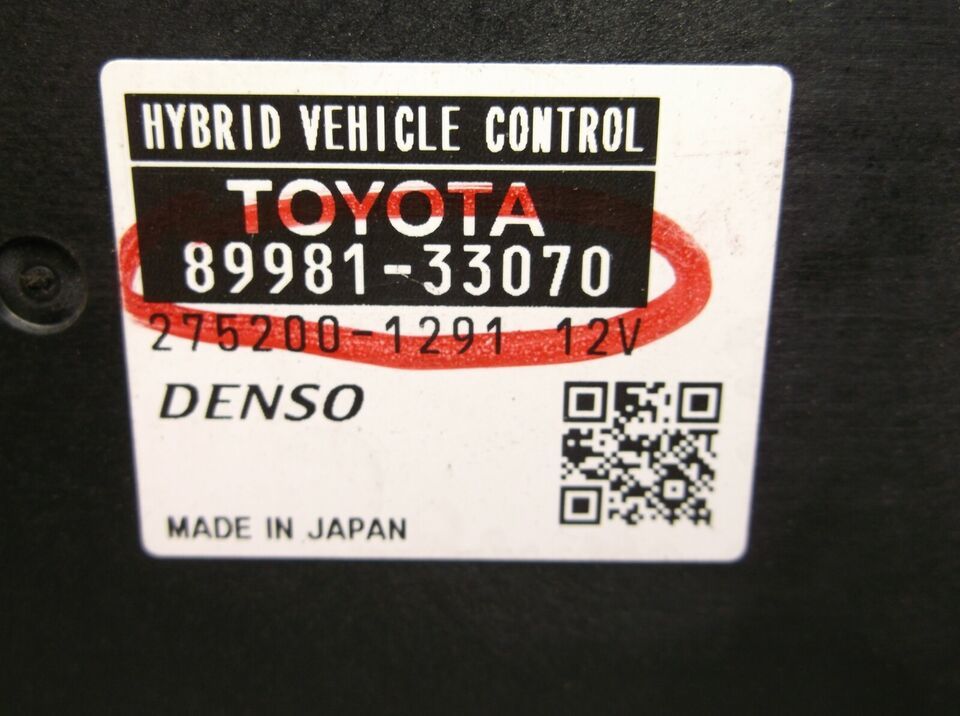 HYBRID VEHICLE CONTROL
TOYOTA
89981-33070
275200-1291 12V
DENSO
MADE IN JAPAN